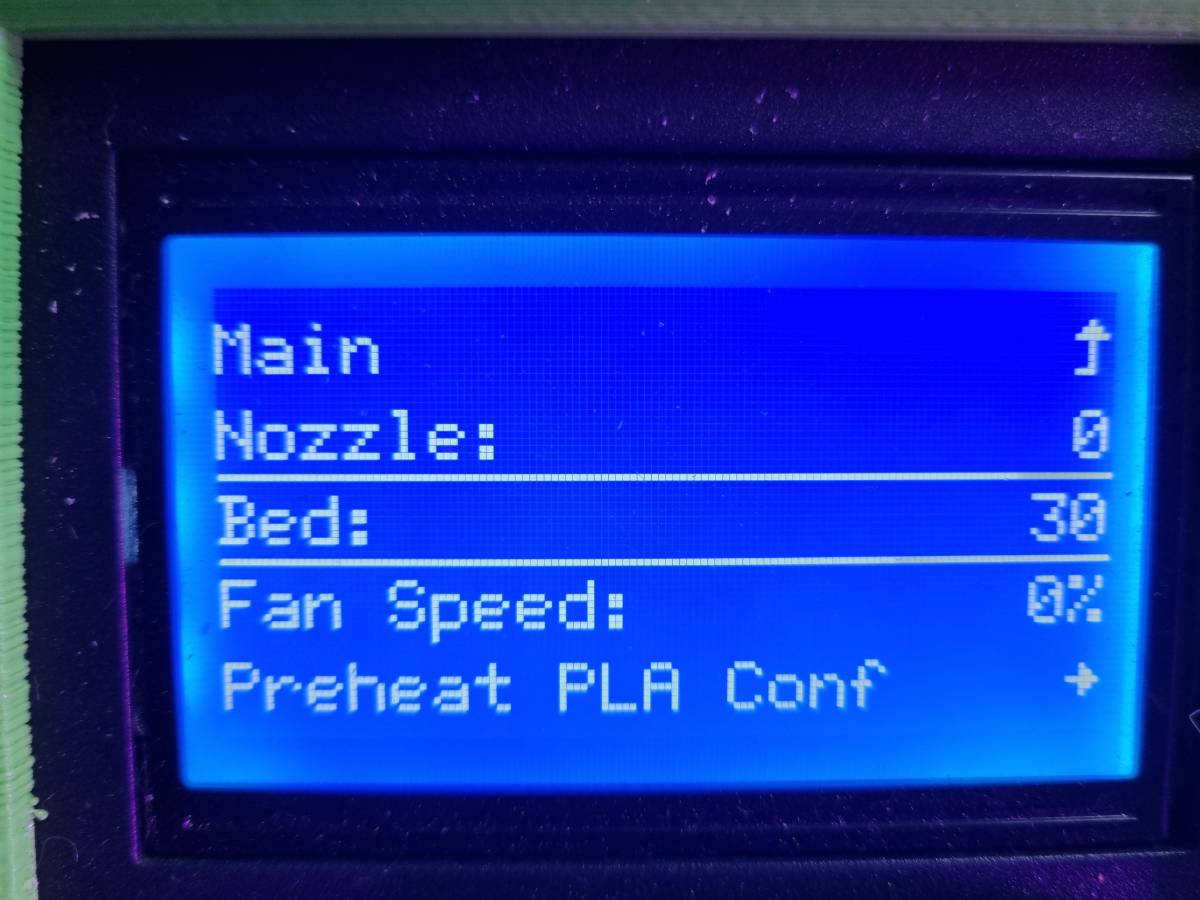 Main
Nozzle: 0
Bed: 30
Fan Speed: 0%
Preheat PLA Conf